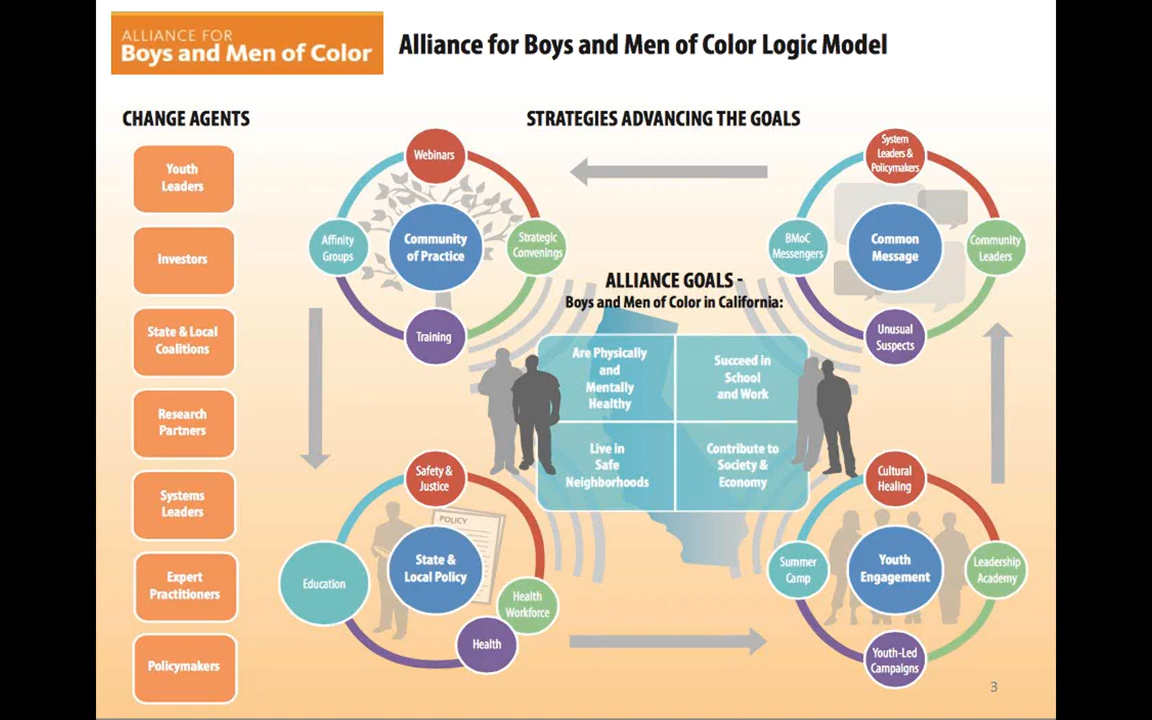 ALLIANCE FOR
Boys and Men of Color
Alliance for Boys and Men of Color Logic Model
CHANGE AGENTS
Youth
Leaders
Investors
State & Local
Coalitions
Research
Partners
Systems
Leaders
Expert
Practitioners
Policymakers
STRATEGIES ADVANCING THE GOALS
Webinars
Affinity
Groups
Community
of Practice
Strategic
Convenings
Training
System
Leaders &
Policymakers
BMoC
Messengers
Common
Message
Community
Leaders
Unusual
Suspects
ALLIANCE GOALS -
Boys and Men of Color in California:
Are Physically
and
Mentally
Healthy
Succeed in
School
and Work
Live in
Safe
Neighborhoods
Contribute to
Society &
Economy
Safety &
Justice
POLICY
Education
State &
Local Policy
Health
Workforce
Health
Cultural
Healing
Summer
Camp
Youth
Engagement
Leadership
Academy
Youth-Led
Campaigns
3